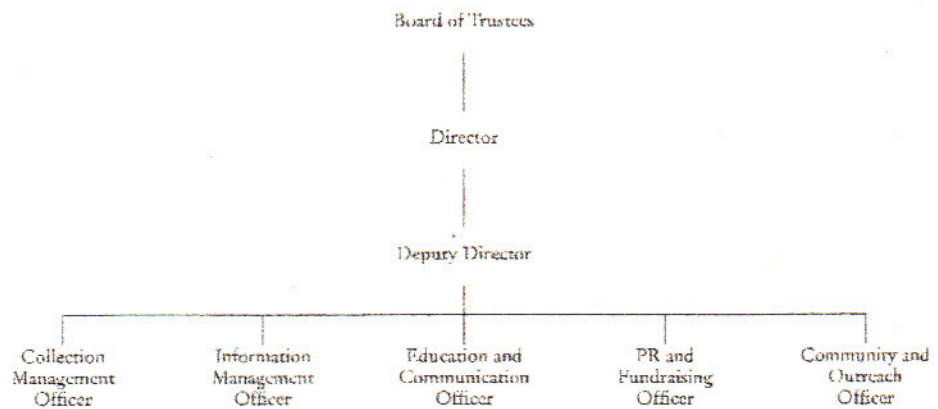 Board of Trustees
Director
Deputy Director
Collection
Management
Officer
Information
Management
Officer
Education and
Communication
Officer
PR and
Fundraising
Officer
Community and
Outreach
Officer